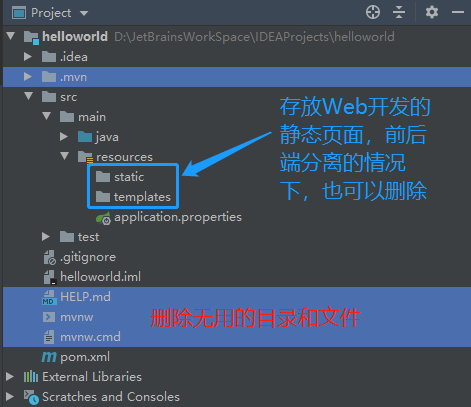 Project
helloworld D:\JetBrainsWorkSpace\IDEAProjects\helloworld
.idea
.mvn
src
main
java
resources
static
templates
application.properties
test
.gitignore
helloworld.iml
HELP.md
mvnw
mvnw.cmd
pom.xml
External Libraries
Scratches and Consoles
存放Web开发的
静态页面，前后
端分离的情况
下，也可以删除
删除无用的目录和文件